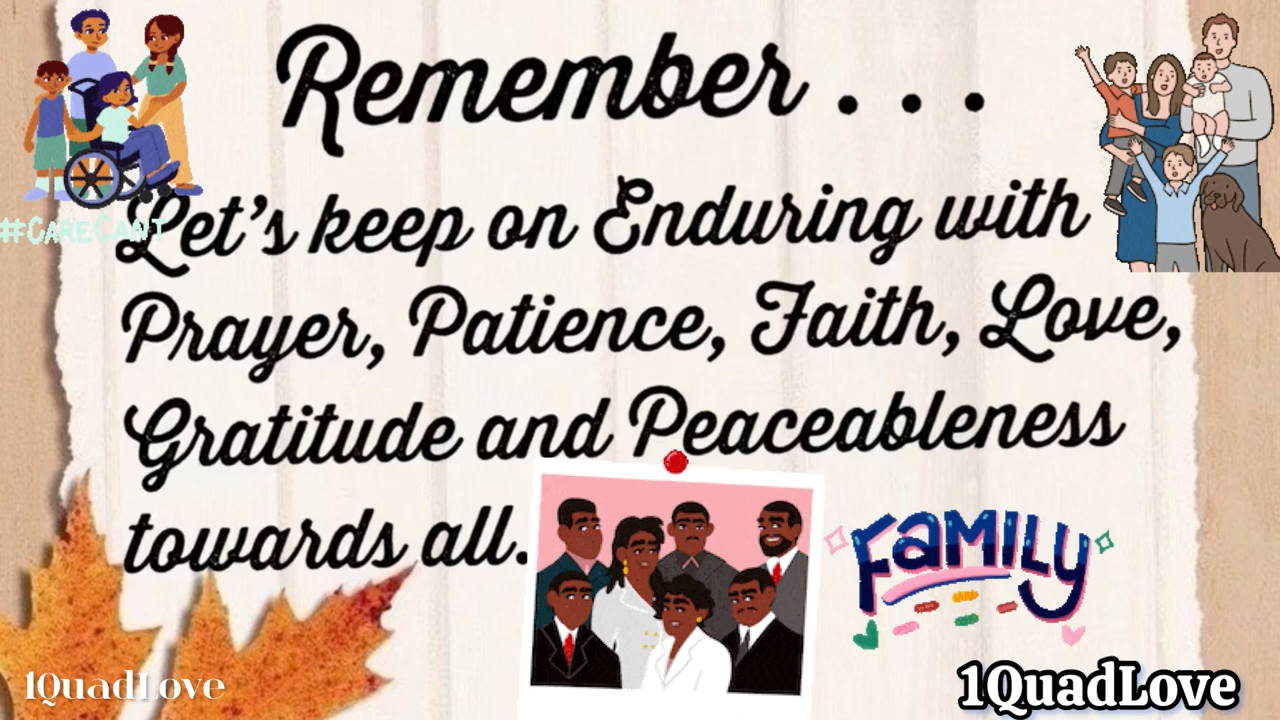 Remember . . .
#CARECANT
Let's keep on Enduring with
Prayer, Patience, Faith, Love,
Gratitude and Peaceableness
towards all.
FAMILY
1QuadLove
1QuadLove